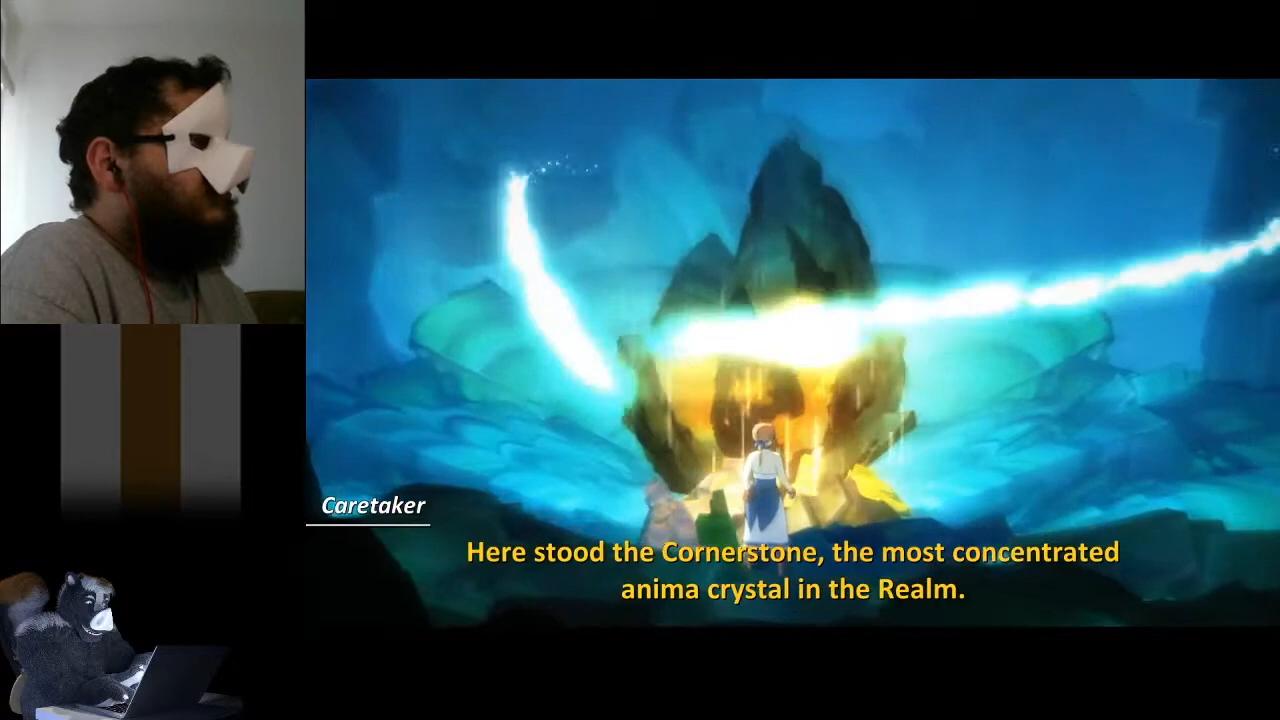 Caretaker
Here stood the Cornerstone, the most concentrated
anima crystal in the Realm.